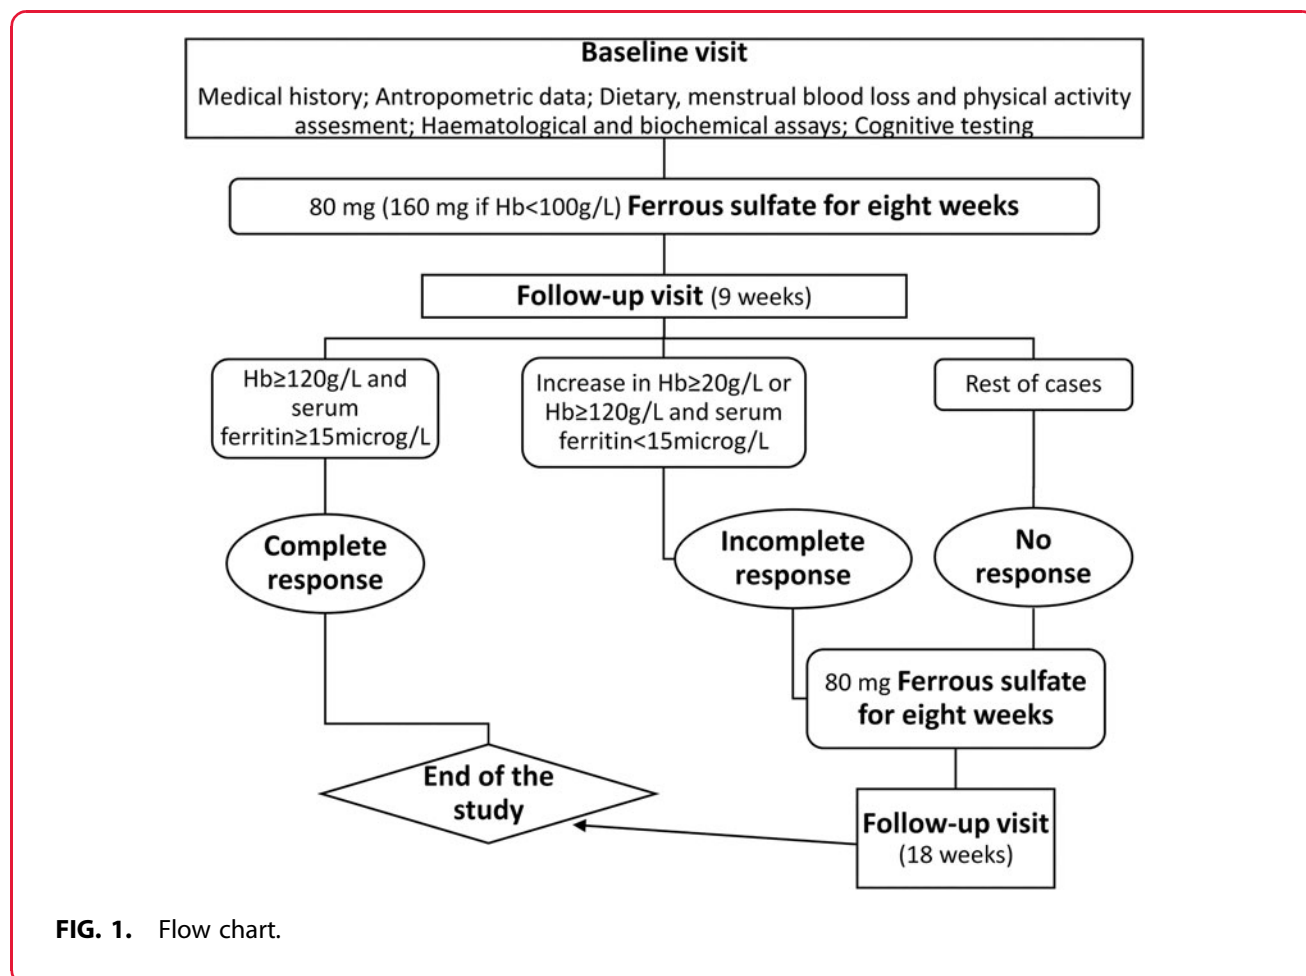 Baseline visit
Medical history; Antropometric data; Dietary, menstrual blood loss and physical activity
assesment; Haematological and biochemical assays; Cognitive testing
80 mg (160 mg if Hb<100g/L) Ferrous sulfate for eight weeks
Follow-up visit (9 weeks)
Hb≥120g/L and
serum
ferritin≥15microg/L
Increase in Hb≥20g/L or
Hb≥120g/L and serum
ferritin<15microg/L
Rest of cases
Complete
response
Incomplete
response
No
response
80 mg Ferrous sulfate
for eight weeks
End of the
study
Follow-up visit
(18 weeks)
FIG. 1. Flow chart.